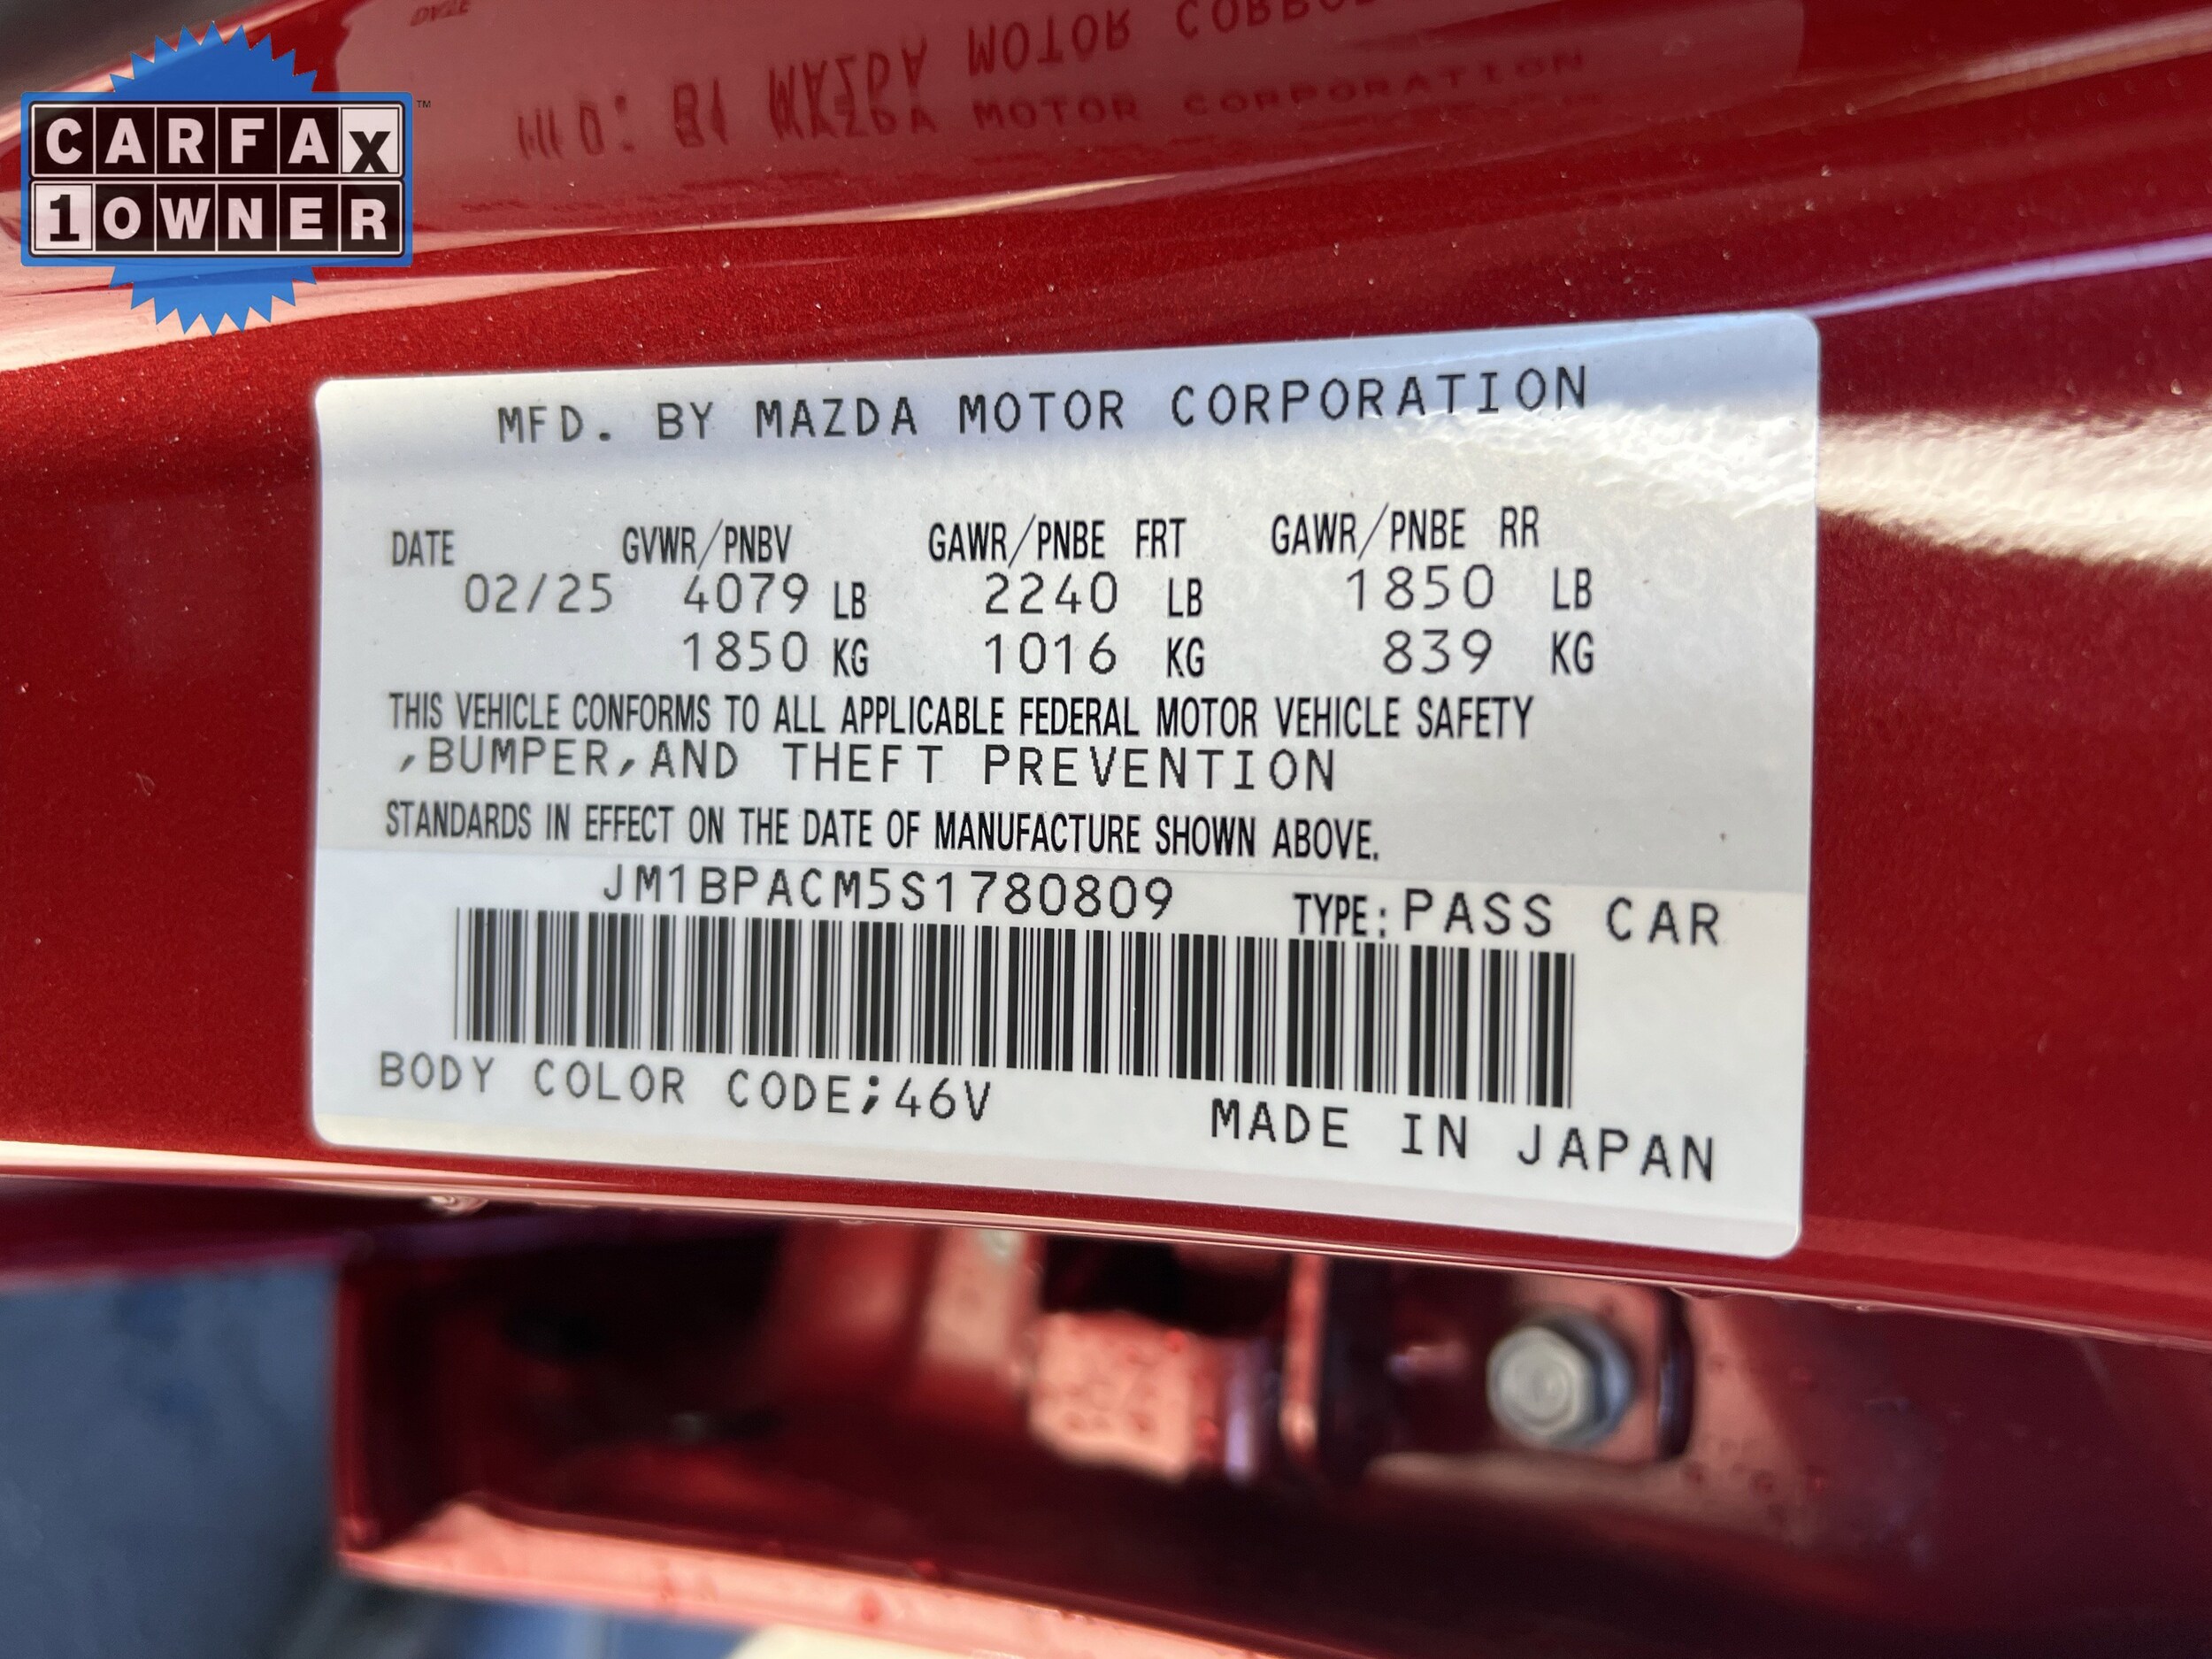 CARFAX™
1 OWNER
MFD. BY MAZDA MOTOR CORPORATION
DATE GVWR/PNBV GAWR/PNBE FRT GAWR/PNBE RR
02/25 4079 LB 2240 LB 1850 LB
1850 KG 1016 KG 839 KG
THIS VEHICLE CONFORMS TO ALL APPLICABLE FEDERAL MOTOR VEHICLE SAFETY
,BUMPER,AND THEFT PREVENTION
STANDARDS IN EFFECT ON THE DATE OF MANUFACTURE SHOWN ABOVE.
JM1BPACM5S1780809 TYPE:PASS CAR
BODY COLOR CODE;46V
MADE IN JAPAN